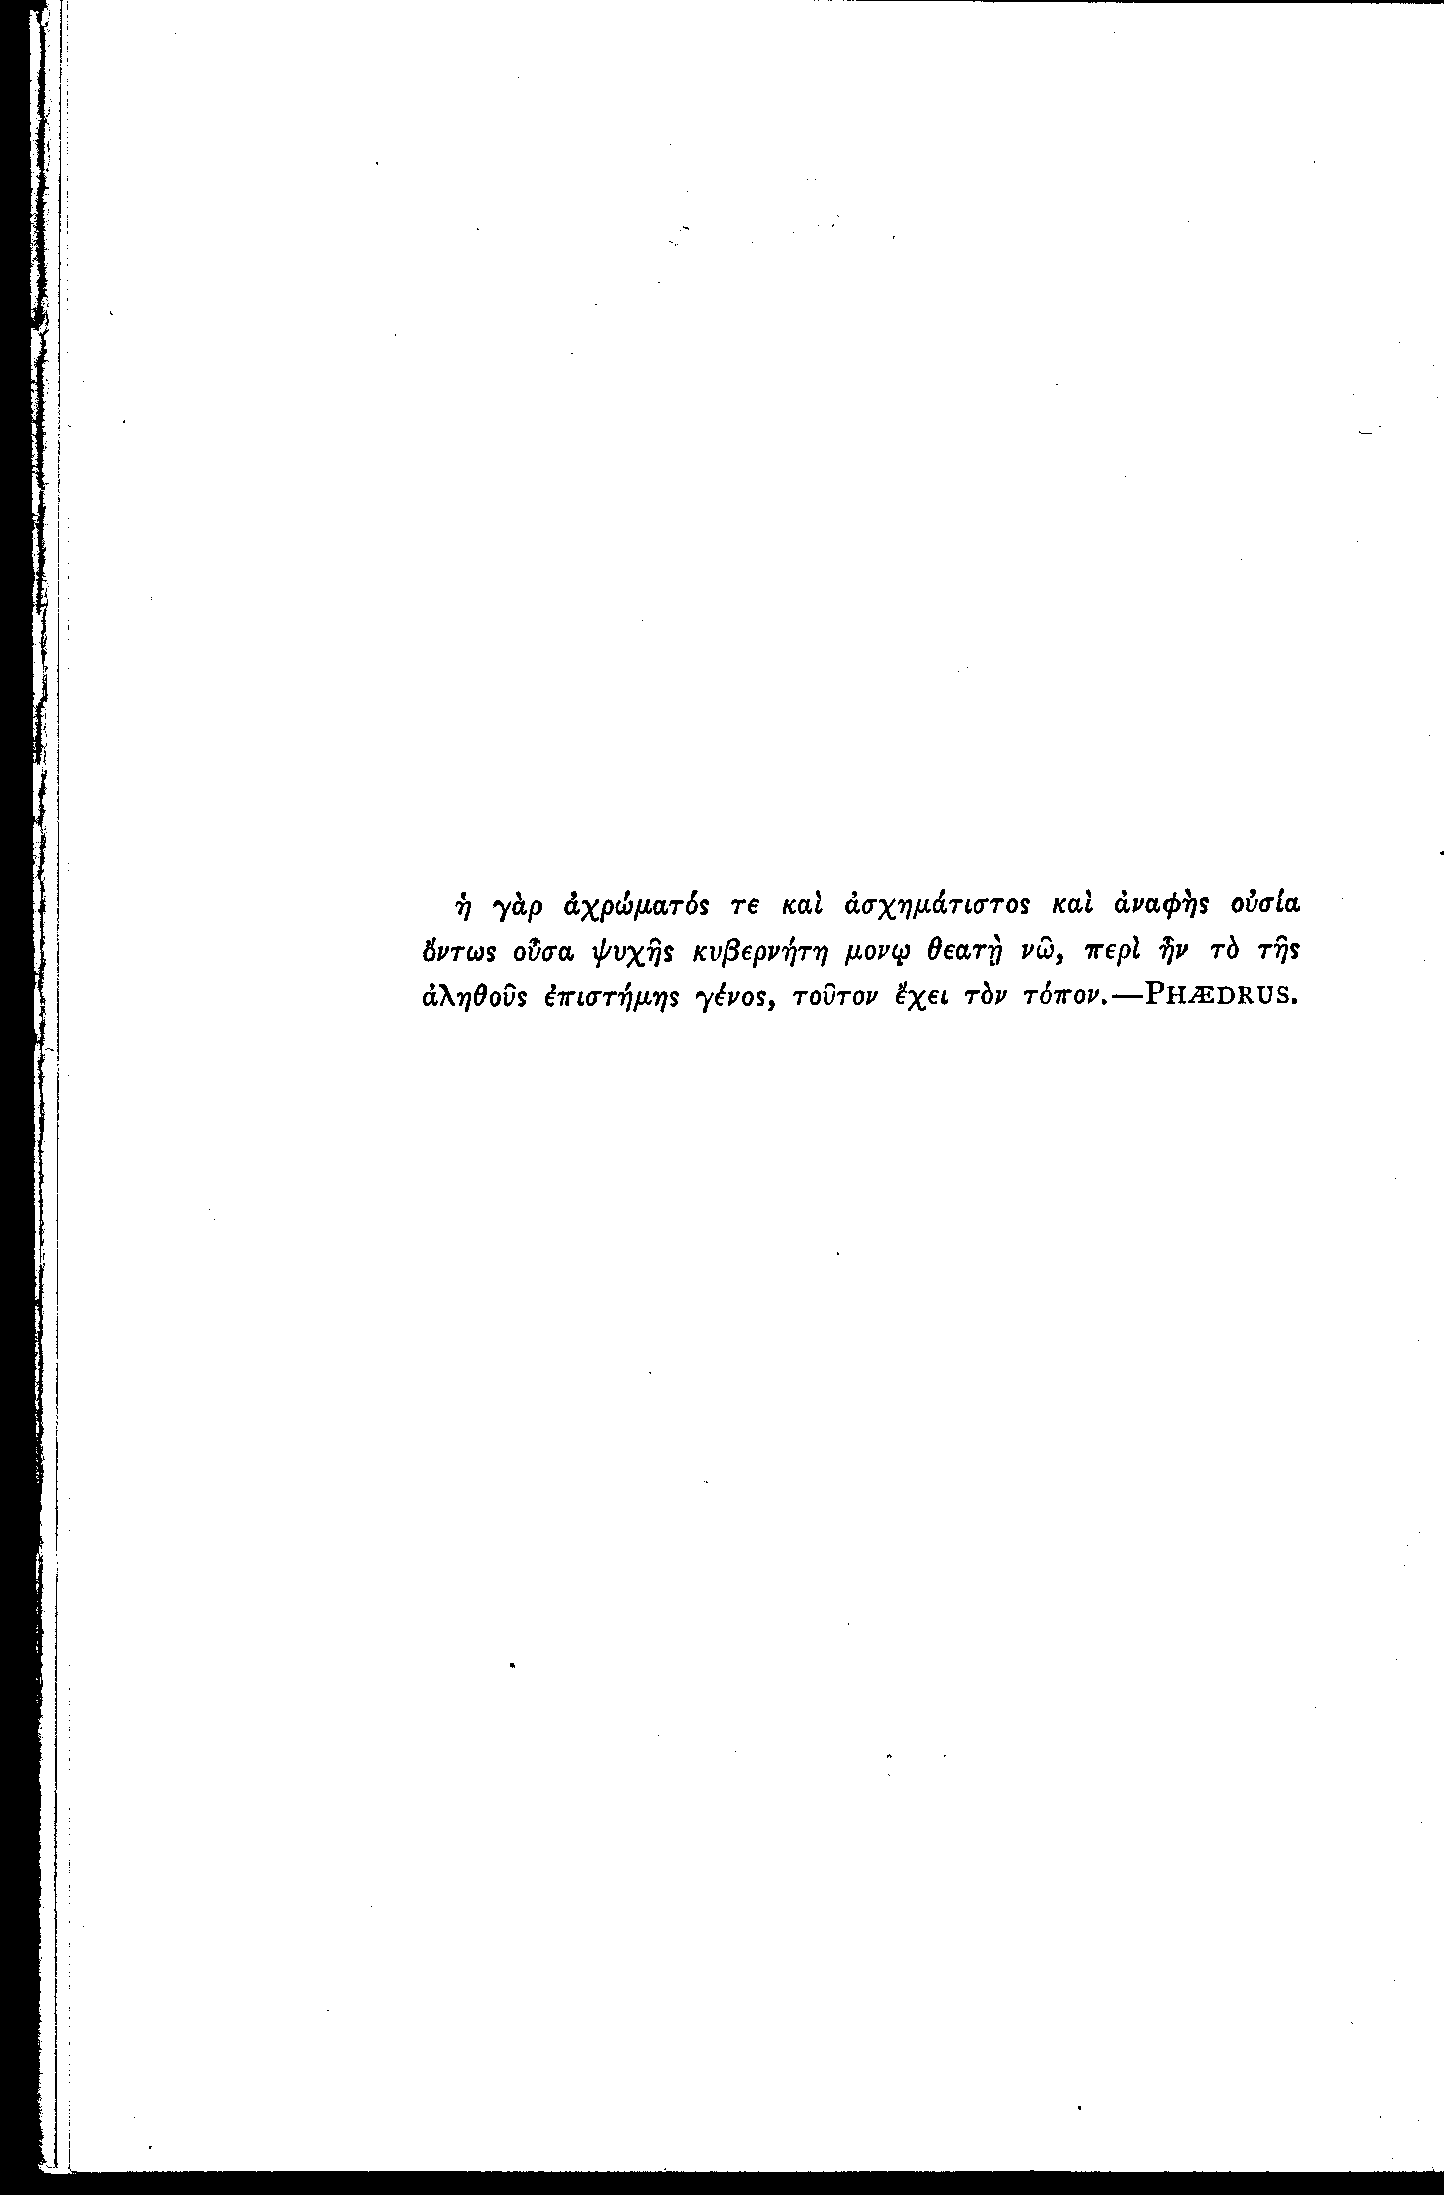 ἡ γὰρ ἀχρώματός τε καὶ ἀσχημάτιστος καὶ ἀναφὴς οὐσία
ὄντως οὖσα ψυχῆς κυβερνήτη μονῳ θεατὴ νῶ, περὶ ἣν τὸ τῆς
ἀληθοῦς ἐπιστήμης γένος, τοῦτον ἔχει τὸν τόπον.—PHÆDRUS.